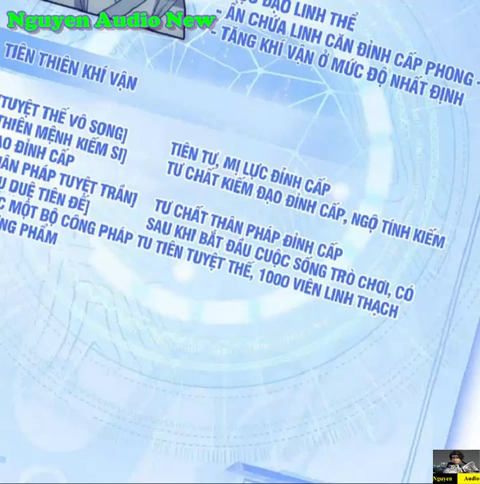 Nguyen Audio New
ĐẠO LINH THỂ
- ẨN CHỨA LINH CĂN ĐỈNH CẤP PHONG -
- TĂNG KHÍ VẬN Ở MỨC ĐỘ NHẤT ĐỊNH
TIÊN THIÊN KHÍ VẬN
TUYỆT THẾ VÔ SONG]
TIÊN TƯ, MỊ LỰC ĐỈNH CẤP
THIÊN MỆNH KIẾM SĨ]
TƯ CHẤT KIẾM ĐẠO ĐỈNH CẤP, NGỘ TÍNH KIẾM
ĐẠO ĐỈNH CẤP
THÂN PHÁP TUYỆT TRẦN]
TƯ CHẤT THÂN PHÁP ĐỈNH CẤP
DUỆ TIÊN ĐẾ]
SAU KHI BẮT ĐẦU CUỘC SỐNG TRÒ CHƠI, CÓ
MỘT BỘ CÔNG PHÁP TU TIÊN TUYỆT THẾ, 1000 VIÊN LINH THẠCH
PHẨM
Nguyen Audio